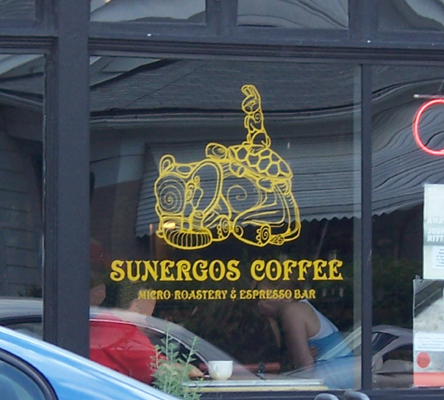 SUNERGOS COFFEE
MICRO ROASTERY & ESPRESSO BAR